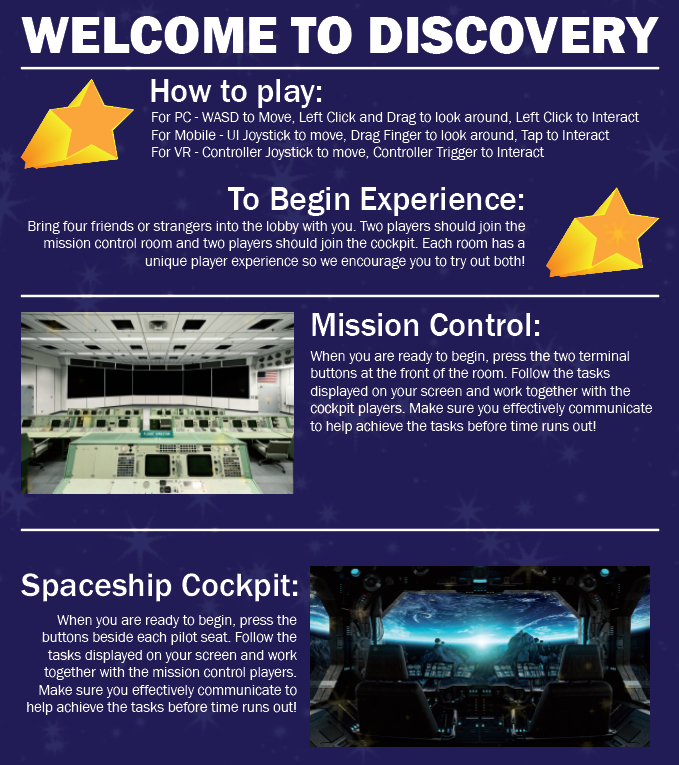 WELCOME TO DISCOVERY
How to play:
For PC - WASD to Move, Left Click and Drag to look around, Left Click to Interact
For Mobile - UI Joystick to move, Drag Finger to look around, Tap to Interact
For VR - Controller Joystick to move, Controller Trigger to Interact
To Begin Experience:
Bring four friends or strangers into the lobby with you. Two players should join the
mission control room and two players should join the cockpit. Each room has a
unique player experience so we encourage you to try out both!
Mission Control:
When you are ready to begin, press the two terminal
buttons at the front of the room. Follow the tasks
displayed on your screen and work together with the
cockpit players. Make sure you effectively communicate
to help achieve the tasks before time runs out!
Spaceship Cockpit:
When you are ready to begin, press the
buttons beside each pilot seat. Follow the
tasks displayed on your screen and work
together with the mission control players.
Make sure you effectively communicate to
help achieve the tasks before time runs out!